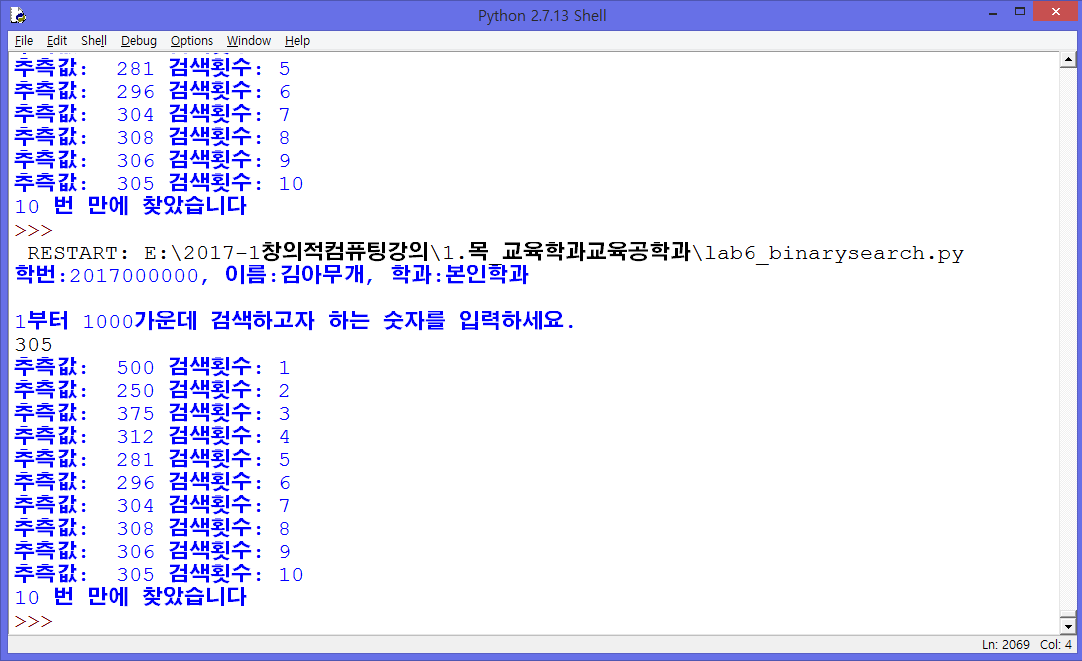 Python 2.7.13 Shell
File Edit Shell Debug Options Window Help
추측값:  281 검색횟수: 5
추측값:  296 검색횟수: 6
추측값:  304 검색횟수: 7
추측값:  308 검색횟수: 8
추측값:  306 검색횟수: 9
추측값:  305 검색횟수: 10
10 번 만에 찾았습니다
>>>
 RESTART: E:\2017-1창의적컴퓨팅강의\1.목_교육학과교육공학과\lab6_binarysearch.py
학번:2017000000, 이름:김아무개, 학과:본인학과
1부터 1000가운데 검색하고자 하는 숫자를 입력하세요.
305
추측값:  500 검색횟수: 1
추측값:  250 검색횟수: 2
추측값:  375 검색횟수: 3
추측값:  312 검색횟수: 4
추측값:  281 검색횟수: 5
추측값:  296 검색횟수: 6
추측값:  304 검색횟수: 7
추측값:  308 검색횟수: 8
추측값:  306 검색횟수: 9
추측값:  305 검색횟수: 10
10 번 만에 찾았습니다
>>>
Ln: 2069 Col: 4